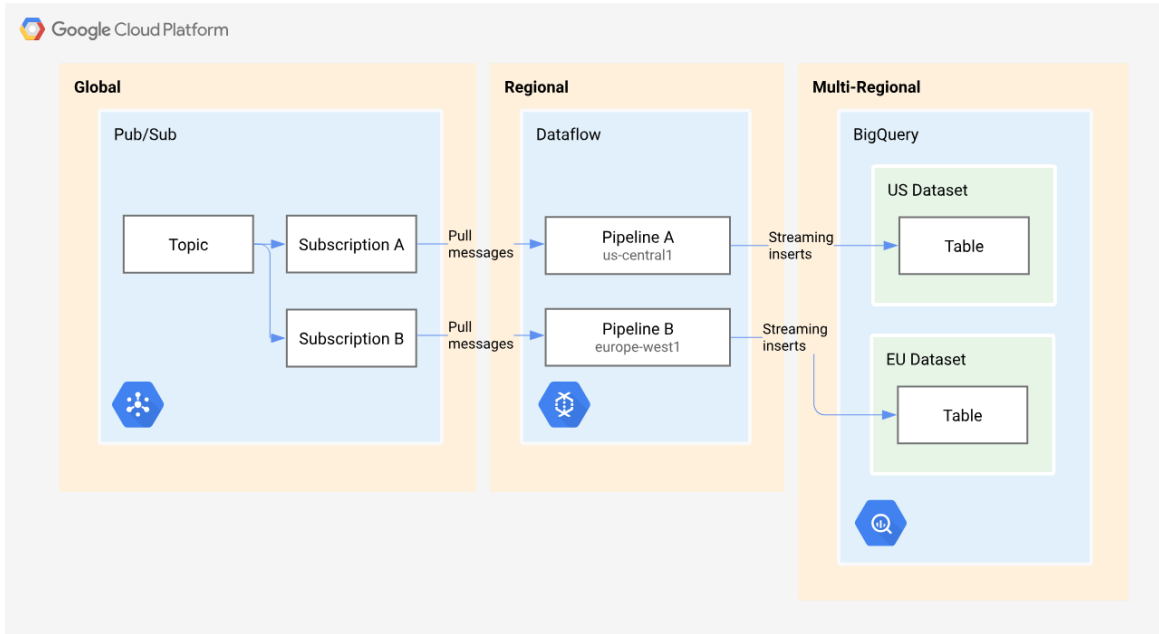 Google Cloud Platform
Global
Pub/Sub
Topic
Subscription A
Subscription B
Pull
messages
Pull
messages
Regional
Dataflow
Pipeline A
us-central1
Pipeline B
europe-west1
Streaming
inserts
Streaming
inserts
Multi-Regional
BigQuery
US Dataset
Table
EU Dataset
Table